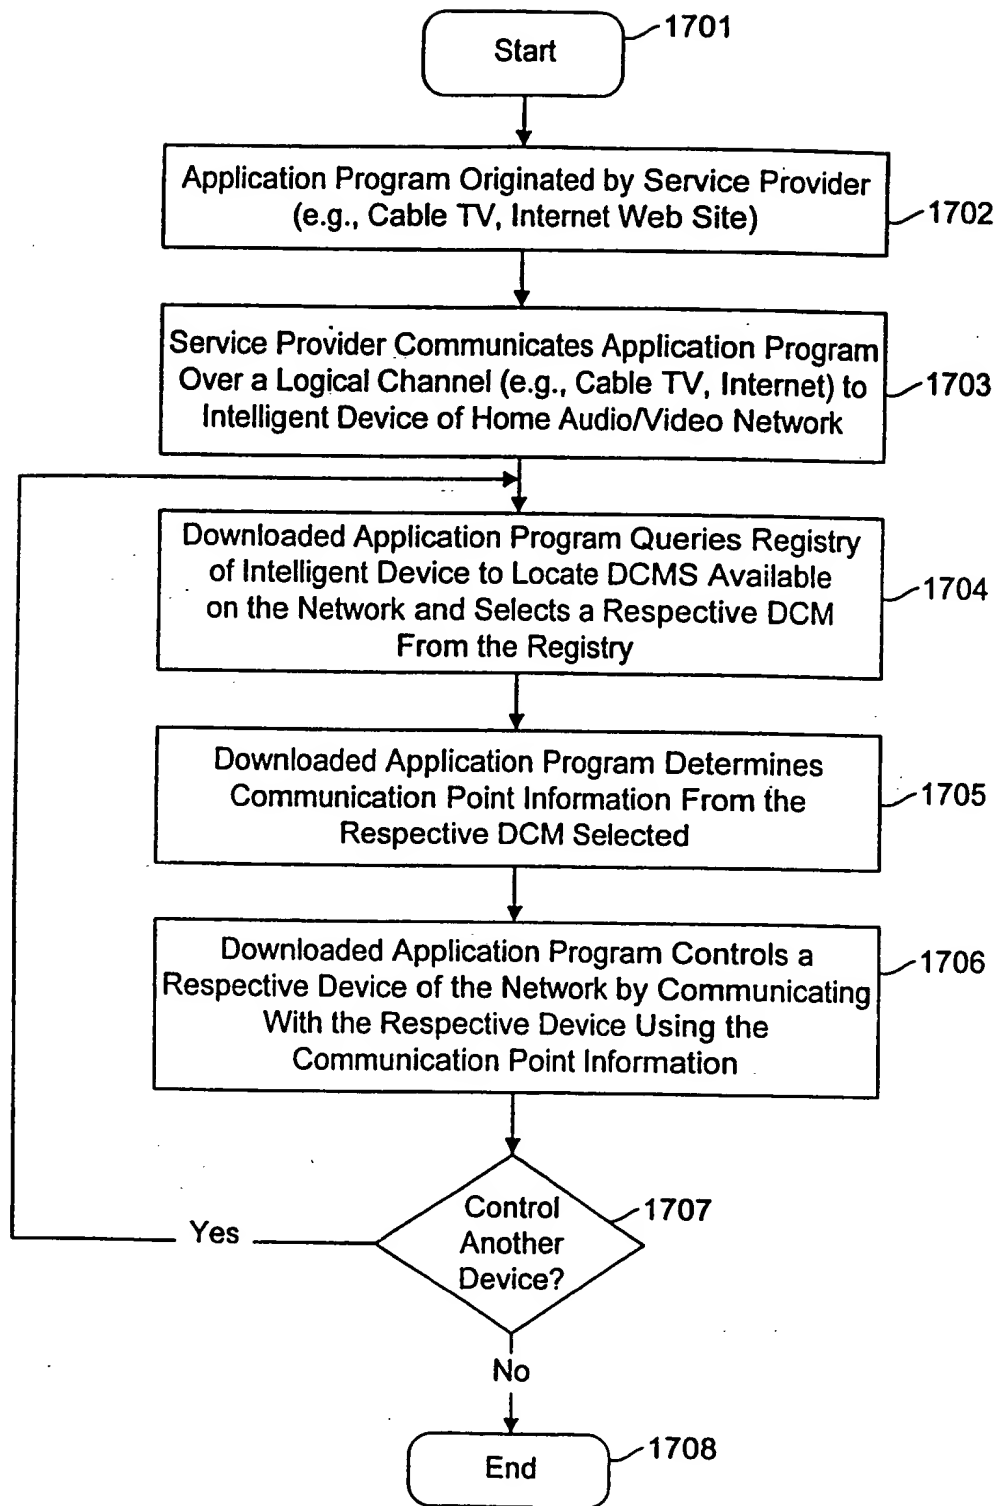 Start
1701
Application Program Originated by Service Provider
(e.g., Cable TV, Internet Web Site)
1702
Service Provider Communicates Application Program
Over a Logical Channel (e.g., Cable TV, Internet) to
Intelligent Device of Home Audio/Video Network
1703
Downloaded Application Program Queries Registry
of Intelligent Device to Locate DCMS Available
on the Network and Selects a Respective DCM
From the Registry
1704
Downloaded Application Program Determines
Communication Point Information From the
Respective DCM Selected
1705
Downloaded Application Program Controls a
Respective Device of the Network by Communicating
With the Respective Device Using the
Communication Point Information
1706
Control
Another
Device?
1707
Yes
No
End
1708